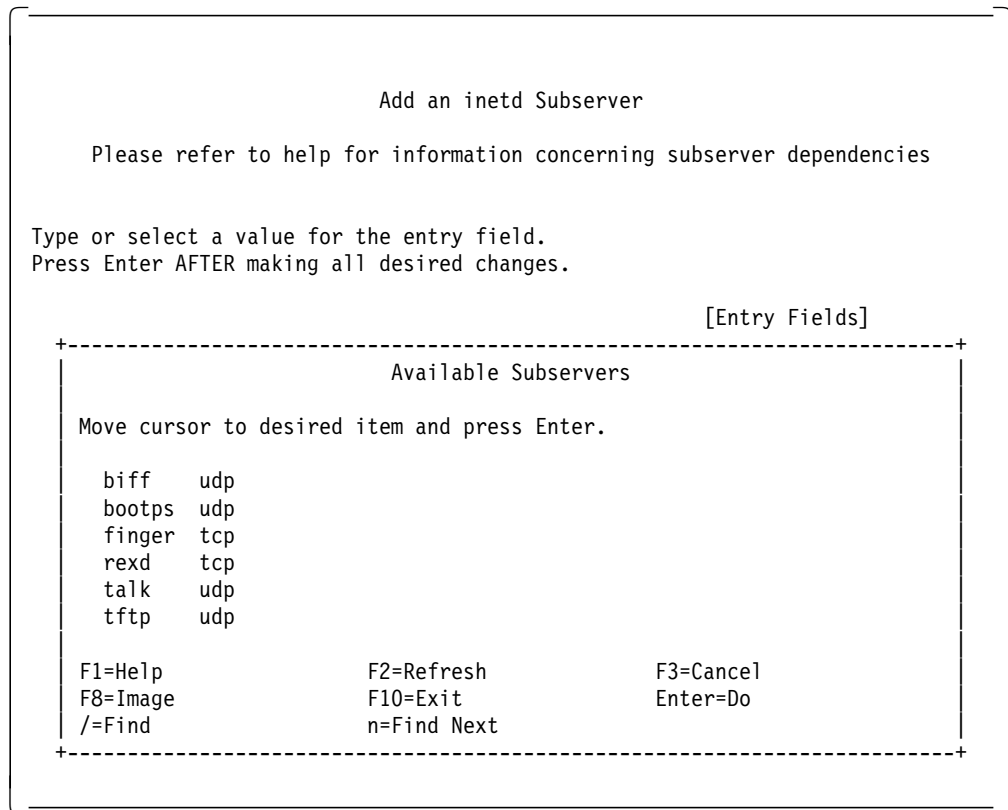 Add an inetd Subserver
Please refer to help for information concerning subserver dependencies
Type or select a value for the entry field.
Press Enter AFTER making all desired changes.
[Entry Fields]
Available Subservers
Move cursor to desired item and press Enter.
biff udp
bootps udp
finger tcp
rexd tcp
talk udp
tftp udp
F1=Help F2=Refresh F3=Cancel
F8=Image F10=Exit Enter=Do
/=Find n=Find Next